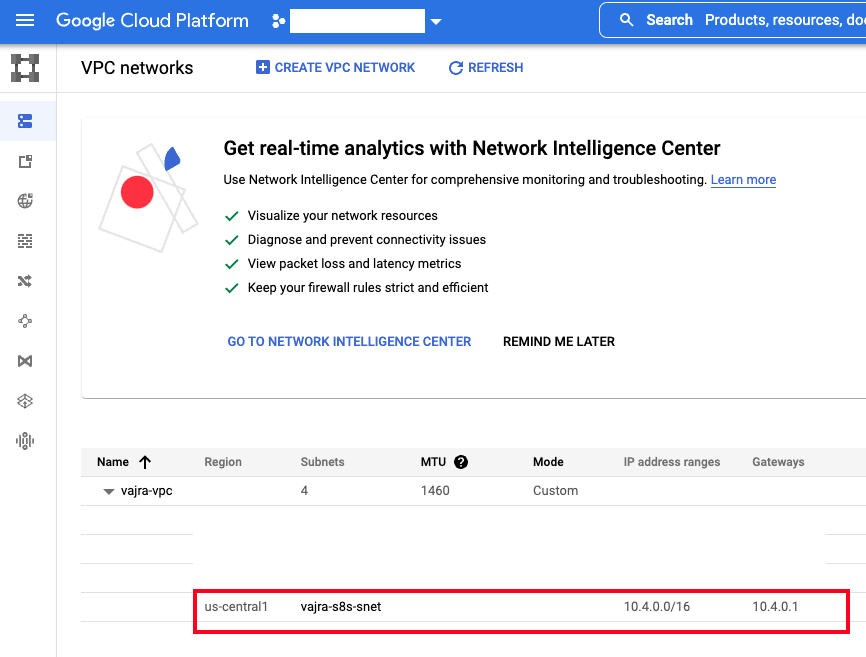 Google Cloud Platform
Search Products, resources, do
VPC networks CREATE VPC NETWORK REFRESH
Get real-time analytics with Network Intelligence Center
Use Network Intelligence Center for comprehensive monitoring and troubleshooting. Learn more
Visualize your network resources
Diagnose and prevent connectivity issues
View packet loss and latency metrics
Keep your firewall rules strict and efficient
GO TO NETWORK INTELLIGENCE CENTER REMIND ME LATER
Name Region Subnets MTU ? Mode IP address ranges Gateways
vajra-vpc 4 1460 Custom
us-central1 vajra-s8s-snet 10.4.0.0/16 10.4.0.1